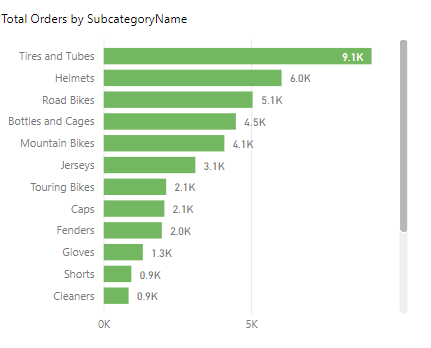 Total Orders by SubcategoryName
Tires and Tubes 9.1K
Helmets 6.0K
Road Bikes 5.1K
Bottles and Cages 4.5K
Mountain Bikes 4.1K
Jerseys 3.1K
Touring Bikes 2.1K
Caps 2.1K
Fenders 2.0K
Gloves 1.3K
Shorts 0.9K
Cleaners 0.9K
0K 5K